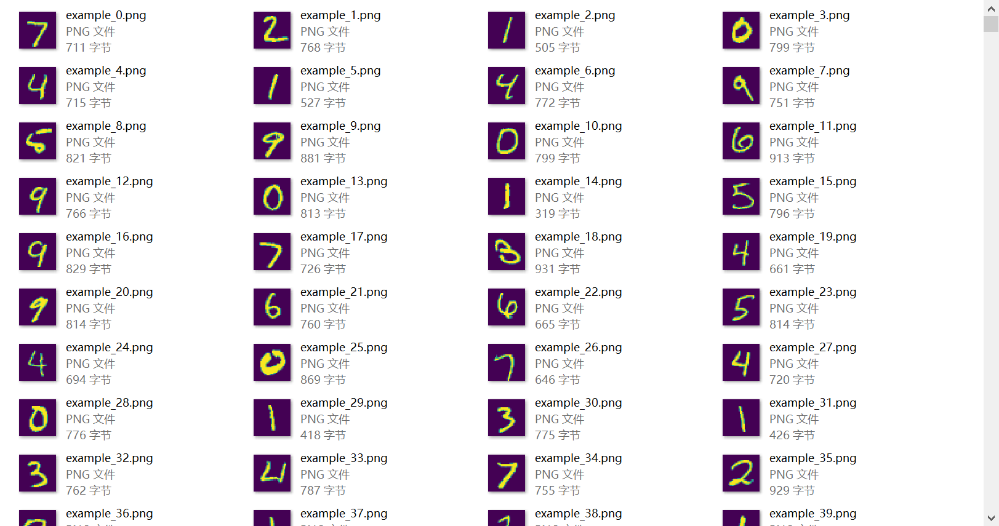 7
example_0.png
PNG 文件
711 字节
2
example_1.png
PNG 文件
768 字节
1
example_2.png
PNG 文件
505 字节
0
example_3.png
PNG 文件
799 字节
4
example_4.png
PNG 文件
715 字节
1
example_5.png
PNG 文件
527 字节
4
example_6.png
PNG 文件
772 字节
9
example_7.png
PNG 文件
751 字节
5
example_8.png
PNG 文件
821 字节
9
example_9.png
PNG 文件
881 字节
0
example_10.png
PNG 文件
799 字节
6
example_11.png
PNG 文件
913 字节
9
example_12.png
PNG 文件
766 字节
0
example_13.png
PNG 文件
813 字节
1
example_14.png
PNG 文件
319 字节
5
example_15.png
PNG 文件
796 字节
9
example_16.png
PNG 文件
829 字节
7
example_17.png
PNG 文件
726 字节
3
example_18.png
PNG 文件
931 字节
4
example_19.png
PNG 文件
661 字节
9
example_20.png
PNG 文件
814 字节
6
example_21.png
PNG 文件
760 字节
6
example_22.png
PNG 文件
665 字节
5
example_23.png
PNG 文件
814 字节
4
example_24.png
PNG 文件
694 字节
0
example_25.png
PNG 文件
869 字节
7
example_26.png
PNG 文件
646 字节
4
example_27.png
PNG 文件
720 字节
0
example_28.png
PNG 文件
776 字节
1
example_29.png
PNG 文件
418 字节
3
example_30.png
PNG 文件
775 字节
1
example_31.png
PNG 文件
426 字节
3
example_32.png
PNG 文件
762 字节
4
example_33.png
PNG 文件
787 字节
7
example_34.png
PNG 文件
755 字节
2
example_35.png
PNG 文件
929 字节
example_36.png
example_37.png
example_38.png
example_39.png